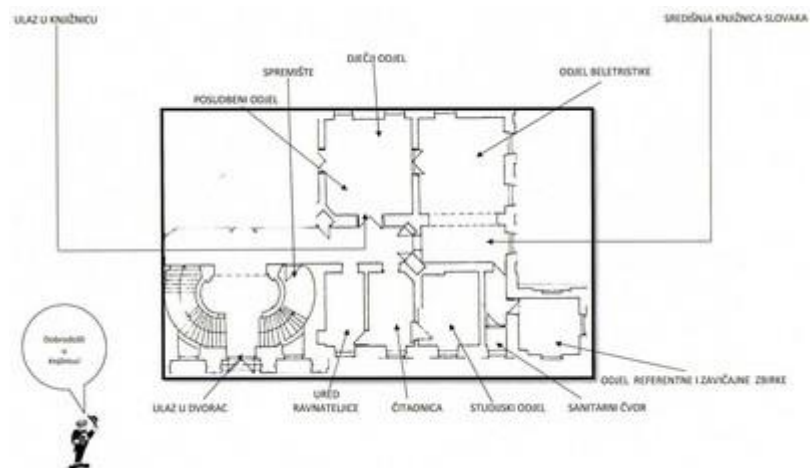 ULAZ U KNJIŽNICU
SREDIŠNJA KNJIŽNICA SLOVAKA
DJEČJI ODJEL
SPREMIŠTE
ODJEL BELETRISTIKE
POSUDBENI ODJEL
Dobrodošli
u
knjižnicu!
ODJEL REFERENTNE I ZAVIČAJNE ZBIRKE
ULAZ U DVORAC
URED
RAVNATELJICE
ČITAONICA
STUDIJSKI ODJEL
SANITARNI ČVOR